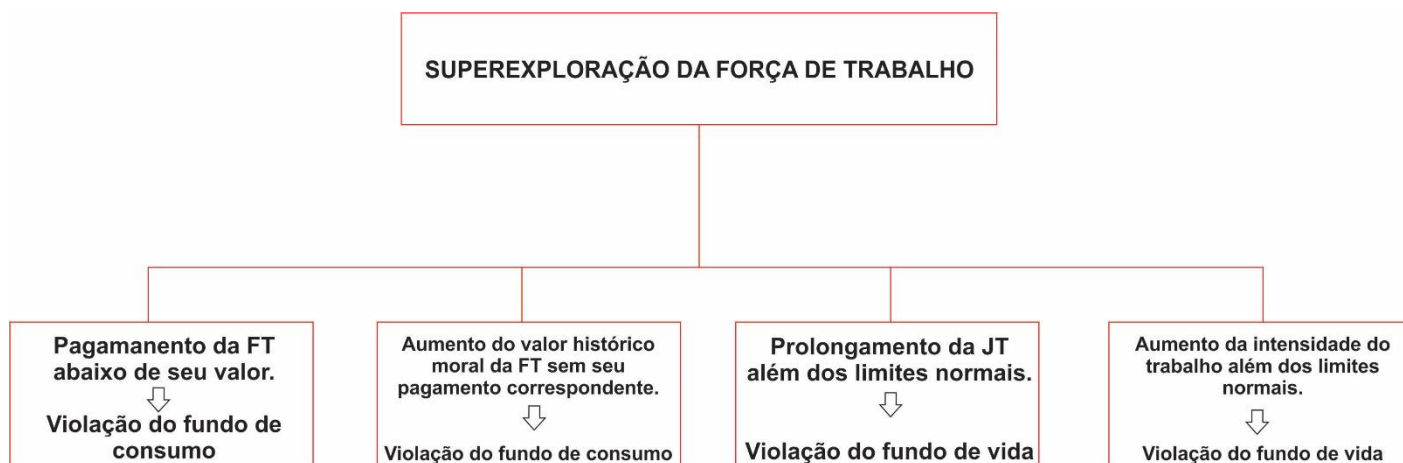 SUPEREXPLORAÇÃO DA FORÇA DE TRABALHO
Pagamanento da FT
abaixo de seu valor.
Violação do fundo de
consumo
Aumento do valor histórico
moral da FT sem seu
pagamento correspondente.
Violação do fundo de consumo
Prolongamento da JT
além dos limites normais.
Violação do fundo de vida
Aumento da intensidade do
trabalho além dos limites
normais.
Violação do fundo de vida